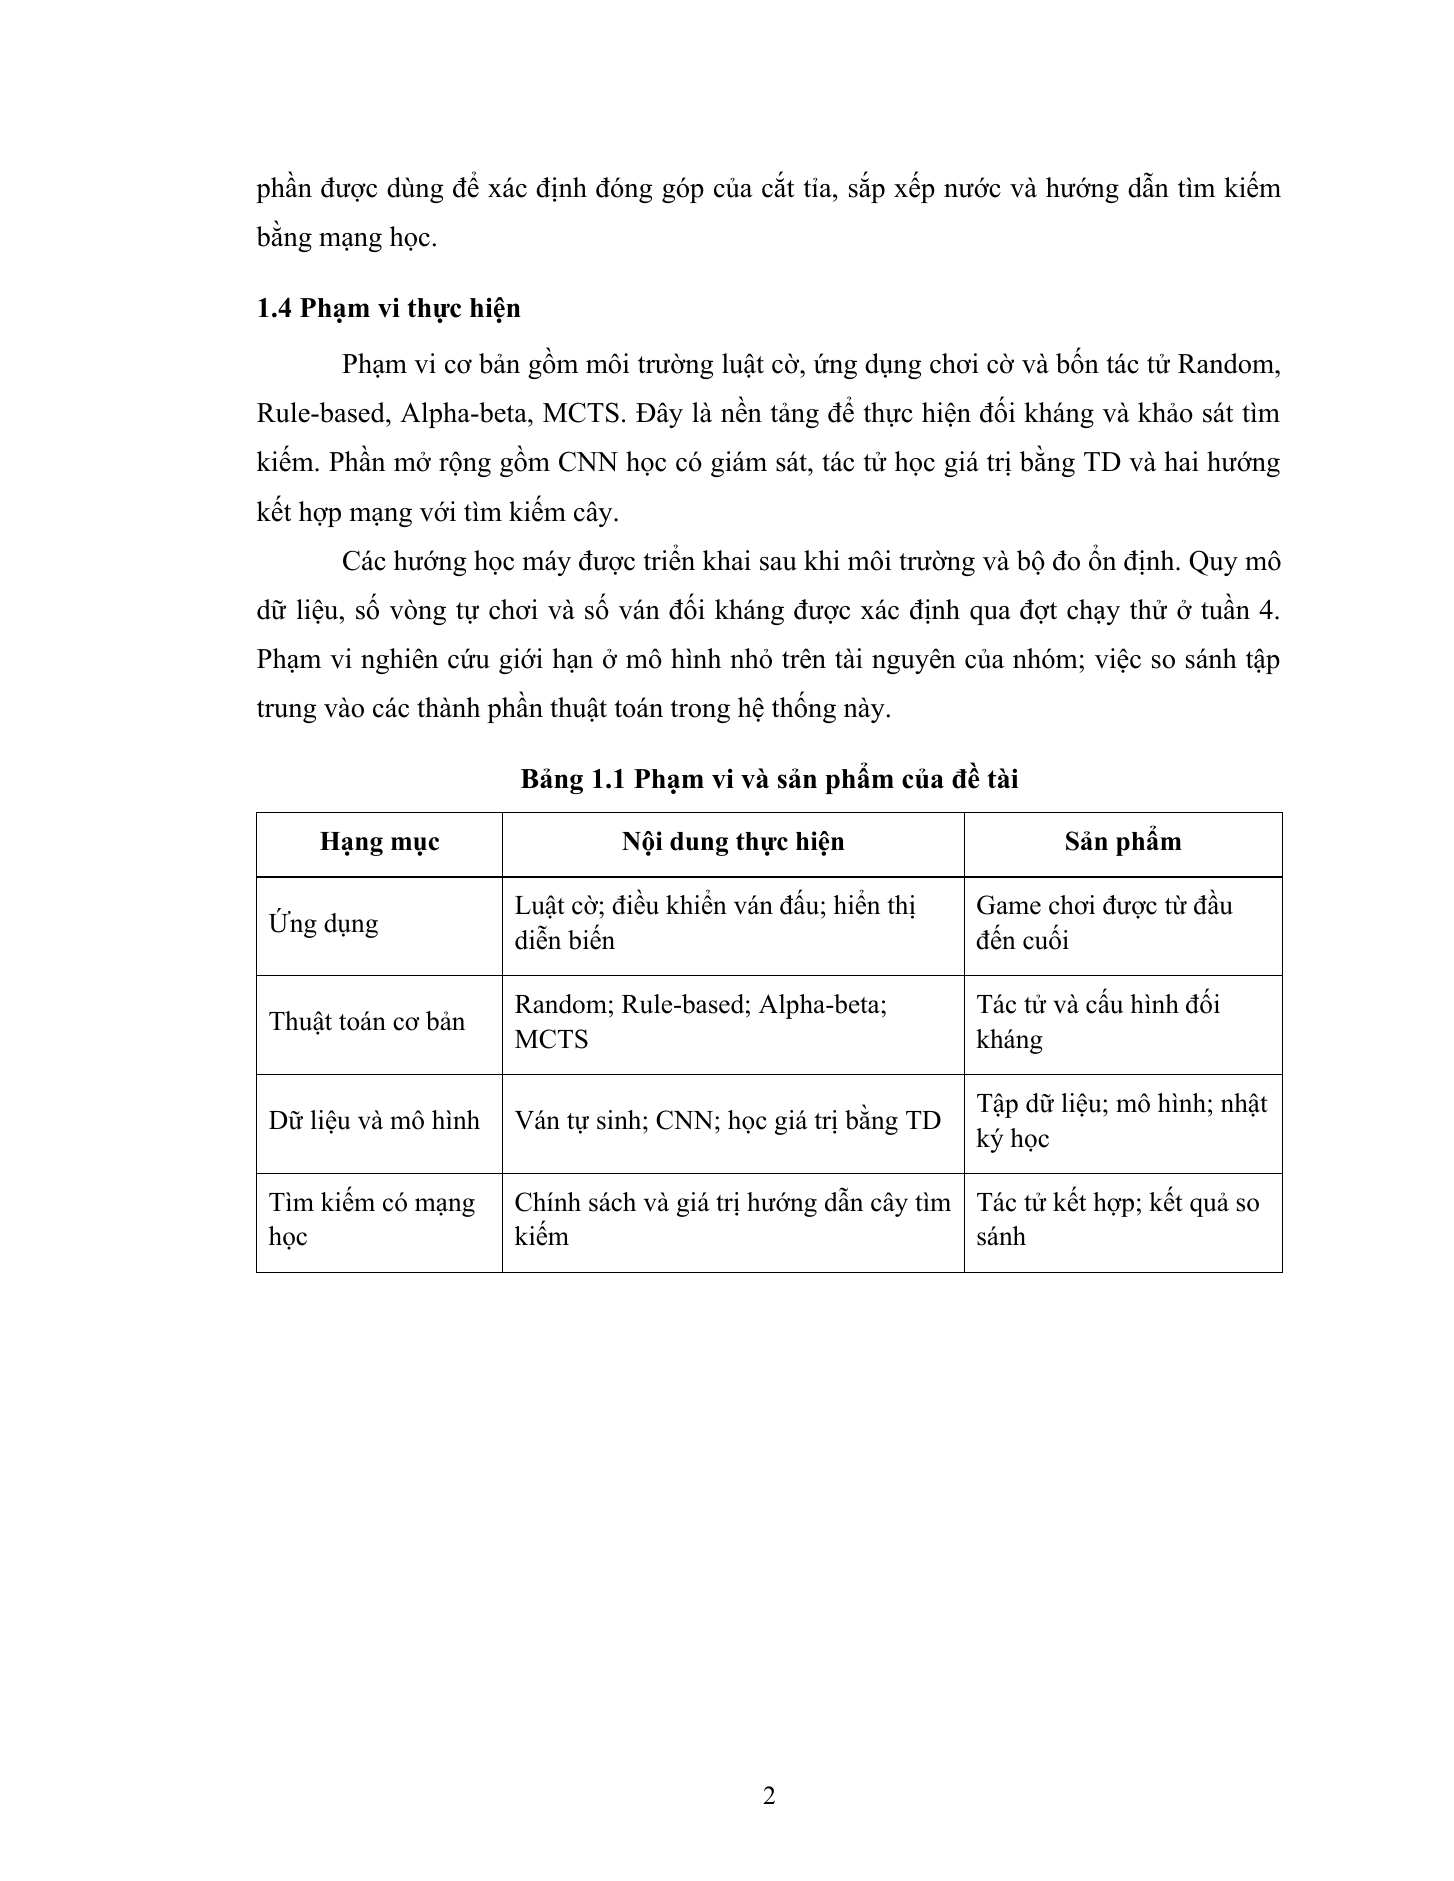 phần được dùng để xác định đóng góp của cắt tỉa, sắp xếp nước và hướng dẫn tìm kiếm
bằng mạng học.
1.4 Phạm vi thực hiện
Phạm vi cơ bản gồm môi trường luật cờ, ứng dụng chơi cờ và bốn tác tử Random,
Rule-based, Alpha-beta, MCTS. Đây là nền tảng để thực hiện đối kháng và khảo sát tìm
kiếm. Phần mở rộng gồm CNN học có giám sát, tác tử học giá trị bằng TD và hai hướng
kết hợp mạng với tìm kiếm cây.
Các hướng học máy được triển khai sau khi môi trường và bộ đo ổn định. Quy mô
dữ liệu, số vòng tự chơi và số ván đối kháng được xác định qua đợt chạy thử ở tuần 4.
Phạm vi nghiên cứu giới hạn ở mô hình nhỏ trên tài nguyên của nhóm; việc so sánh tập
trung vào các thành phần thuật toán trong hệ thống này.
Bảng 1.1 Phạm vi và sản phẩm của đề tài
Hạng mục
Nội dung thực hiện
Sản phẩm
Ứng dụng
Luật cờ; điều khiển ván đấu; hiển thị
diễn biến
Game chơi được từ đầu
đến cuối
Thuật toán cơ bản
Random; Rule-based; Alpha-beta;
MCTS
Tác tử và cấu hình đối
kháng
Dữ liệu và mô hình
Ván tự sinh; CNN; học giá trị bằng TD
Tập dữ liệu; mô hình; nhật
ký học
Tìm kiếm có mạng
học
Chính sách và giá trị hướng dẫn cây tìm
kiếm
Tác tử kết hợp; kết quả so
sánh
2